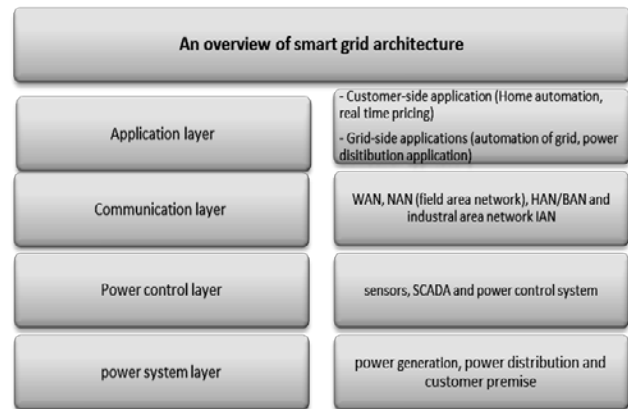 An overview of smart grid architecture
Application layer
- Customer-side application (Home automation,
real time pricing)
- Grid-side applications (automation of grid, power
disitibution application)
Communication layer
WAN, NAN (field area network), HAN/BAN and
industral area network IAN
Power control layer
sensors, SCADA and power control system
power system layer
power generation, power distribution and
customer premise